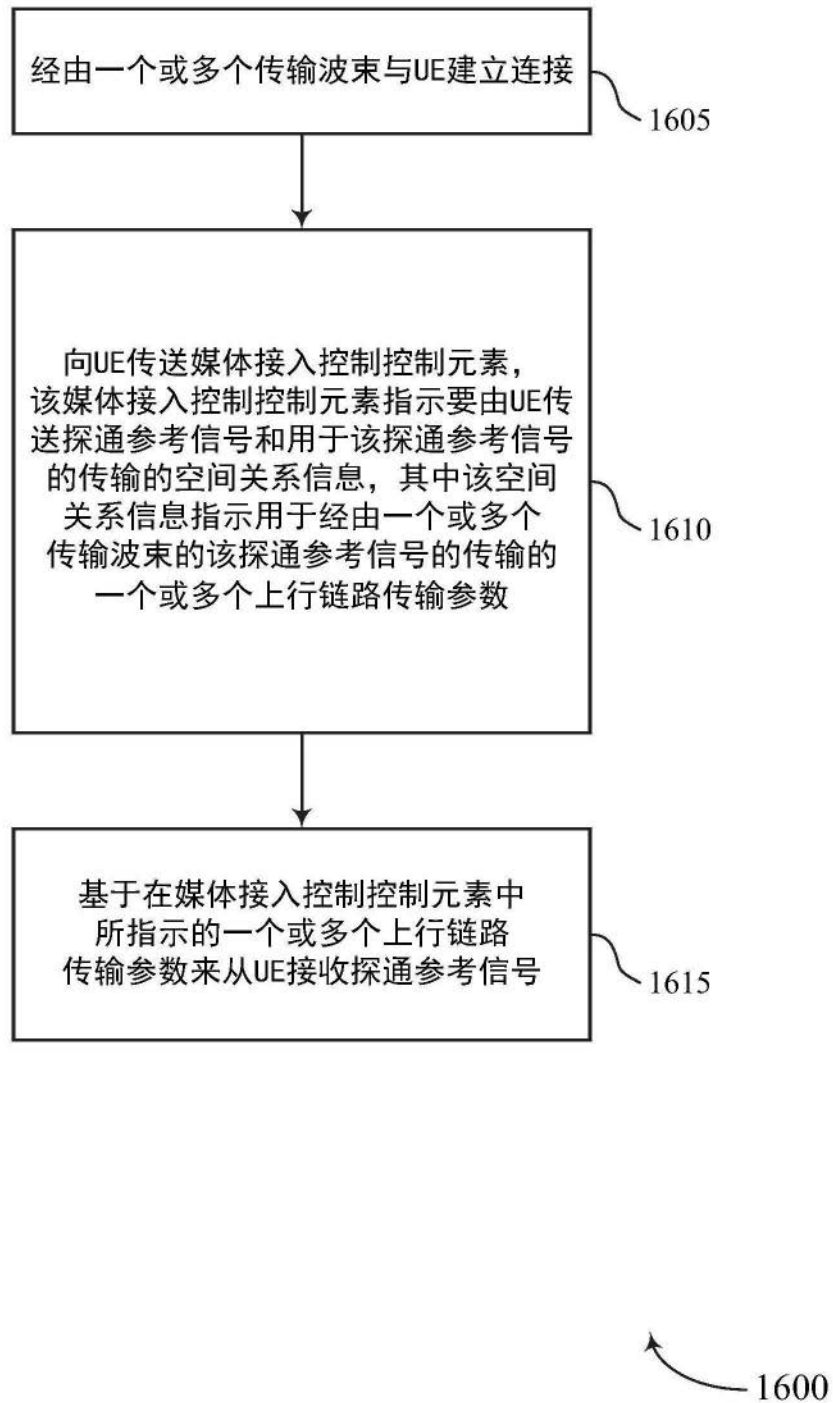 经由一个或多个传输波束与UE建立连接
1605
向UE传送媒体接入控制控制元素，
该媒体接入控制控制元素指示要由UE传
送探通参考信号和用于该探通参考信号
的传输的空间关系信息，其中该空间
关系信息指示用于经由一个或多个
传输波束的该探通参考信号的传输的
一个或多个上行链路传输参数
1610
基于在媒体接入控制控制元素中
所指示的一个或多个上行链路
传输参数来从UE接收探通参考信号
1615
1600